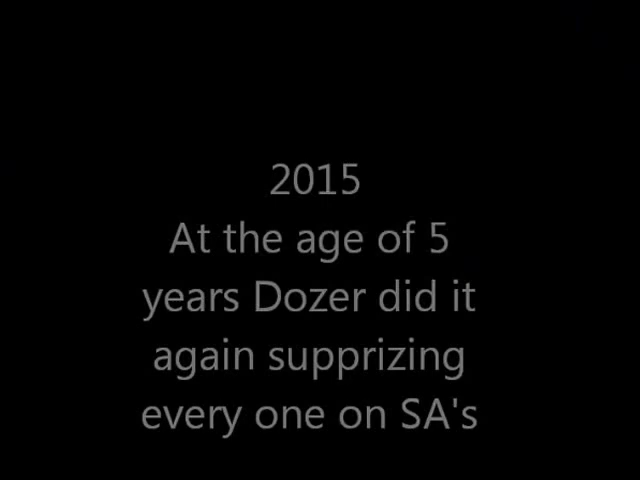 2015
At the age of 5
years Dozer did it
again supprizing
every one on SA's